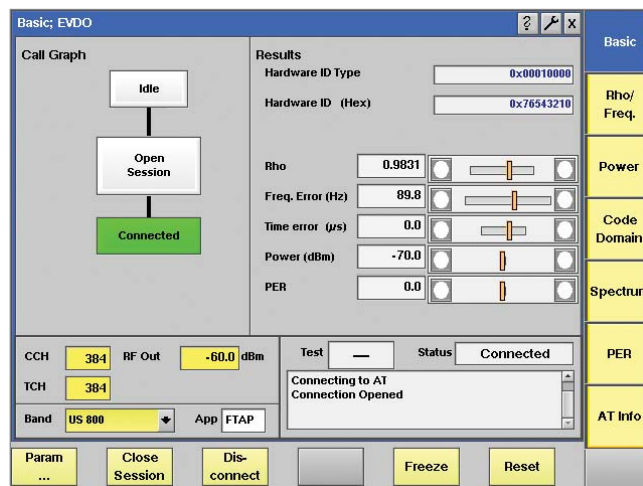 Basic; EVDO
? x
Basic
Call Graph
Results
Idle
Open
Session
Connected
Hardware ID Type 0x00010000
Hardware ID (Hex) 0x76543210
Rho 0.9831
Freq. Error (Hz) 89.8
Time error (µs) 0.0
Power (dBm) -70.0
PER 0.0
Rho/
Freq.
Power
Code
Domain
Spectrum
PER
AT Info
CCH 384 RF Out -60.0 dBm
TCH 384
Band US 800 App FTAP
Test — Status Connected
Connecting to AT
Connection Opened
Param
...
Close
Session
Dis-
connect
Freeze
Reset